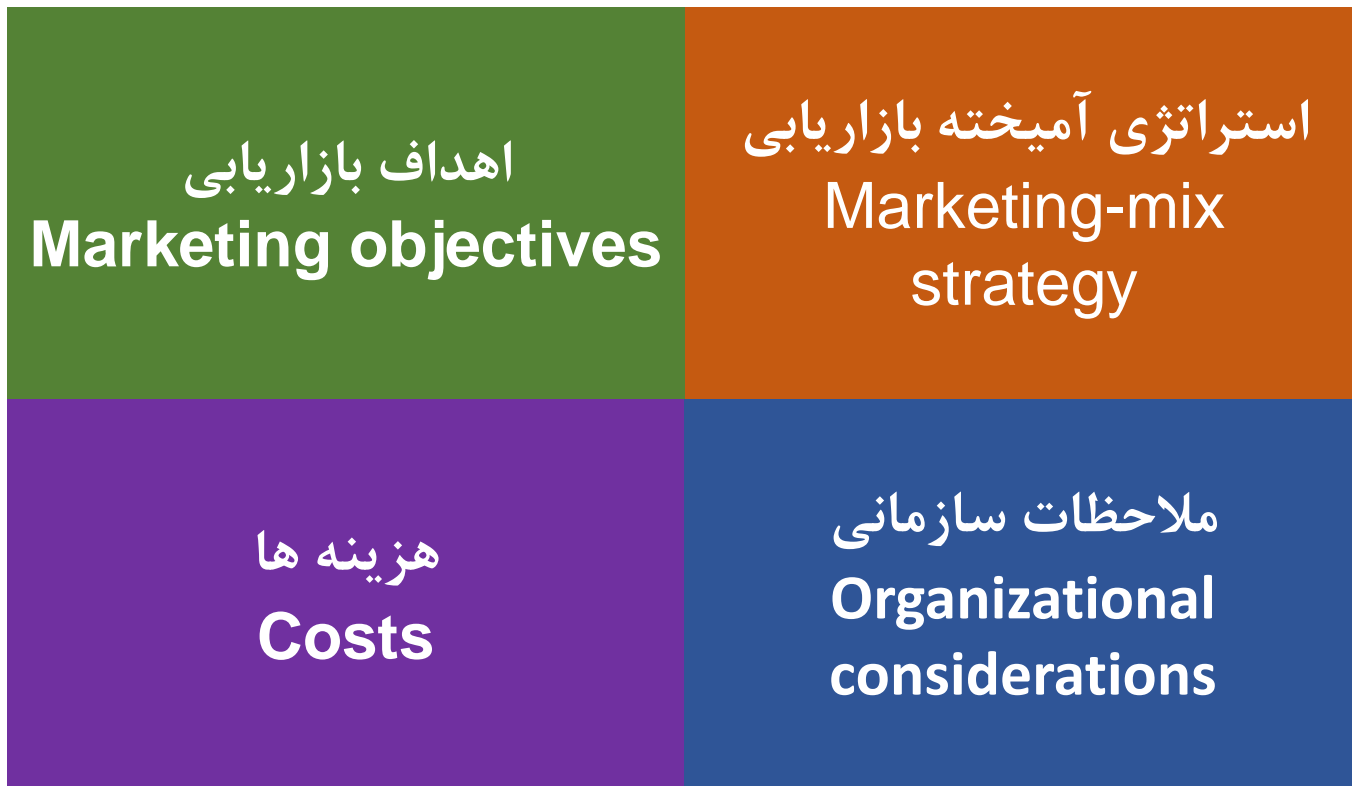 اهداف بازاریابی
Marketing objectives
استراتژی آمیخته بازاریابی
Marketing-mix
strategy
هزینه ها
Costs
ملاحظات سازمانی
Organizational
considerations